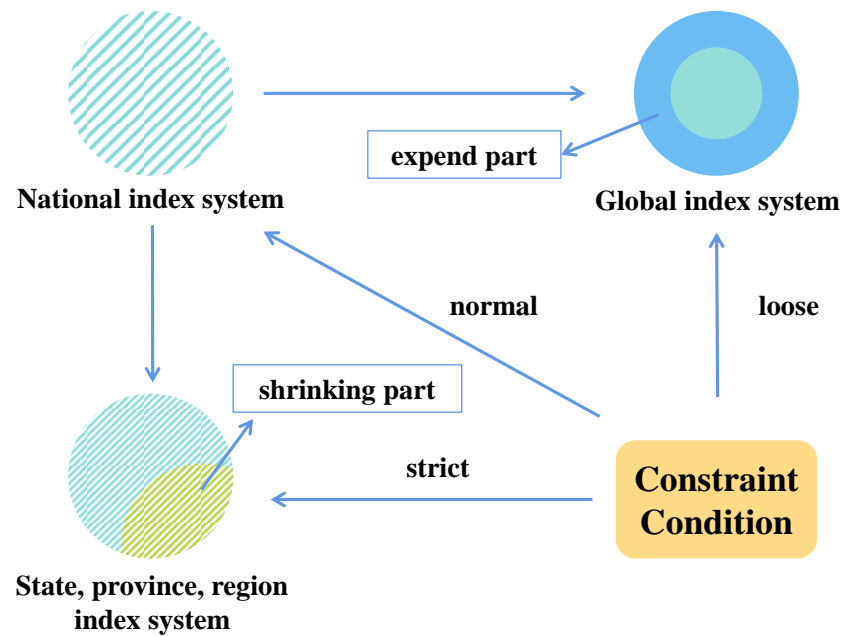 expend part
National index system
Global index system
normal
loose
shrinking part
strict
Constraint
Condition
State, province, region
index system